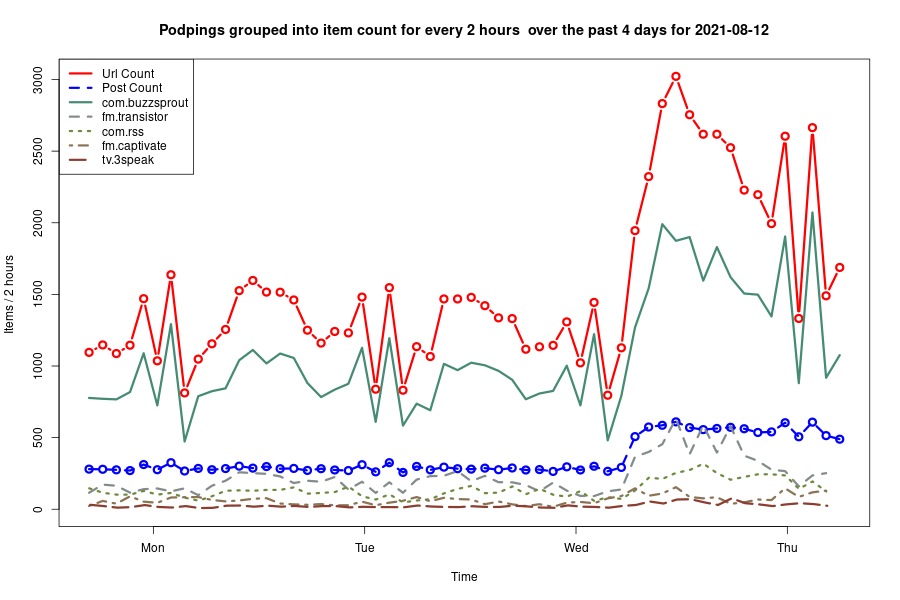 Podpings grouped into item count for every 2 hours over the past 4 days for 2021-08-12
Url Count
Post Count
com.buzzsprout
fm.transistor
com.rss
fm.captivate
tv.3speak
3000
2500
2000
1500
1000
500
0
Items / 2 hours
Mon Tue Wed Thu
Time